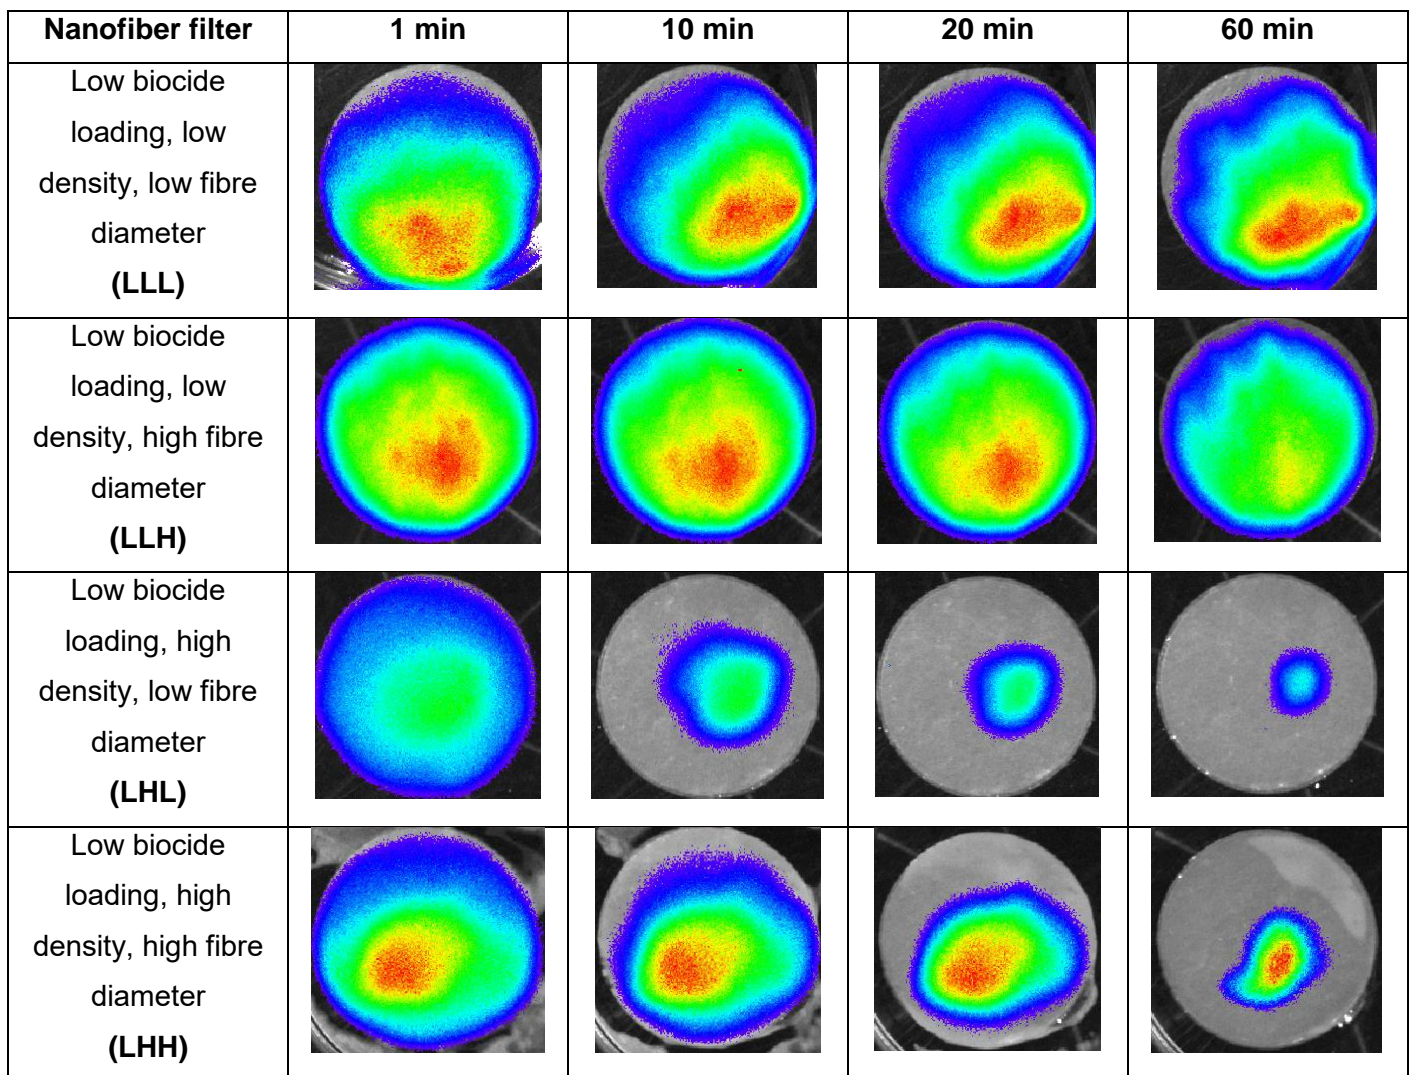 Nanofiber filter 1 min 10 min 20 min 60 min
Low biocide
loading, low
density, low fibre
diameter
(LLL)
Low biocide
loading, low
density, high fibre
diameter
(LLH)
Low biocide
loading, high
density, low fibre
diameter
(LHL)
Low biocide
loading, high
density, high fibre
diameter
(LHH)